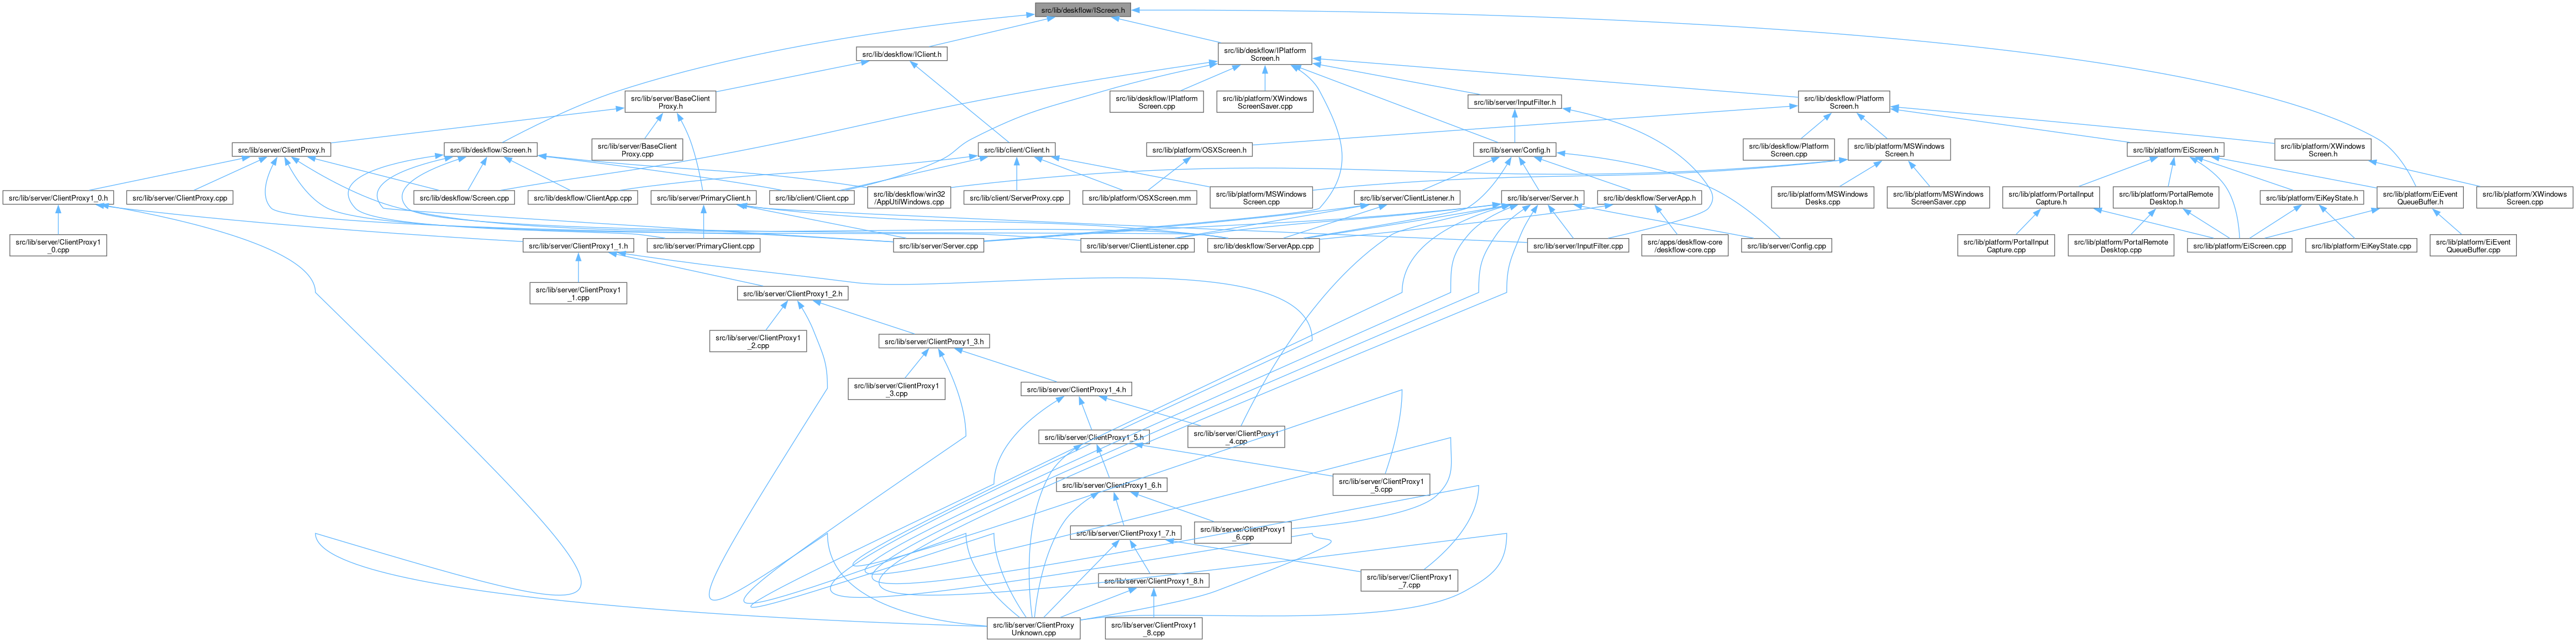 src/lib/deskflow/IScreen.h
src/lib/deskflow/IClient.h
src/lib/deskflow/IPlatform
Screen.h
src/lib/server/BaseClient
Proxy.h
src/lib/deskflow/IPlatform
Screen.cpp
src/lib/platform/XWindows
ScreenSaver.cpp
src/lib/server/InputFilter.h
src/lib/deskflow/Platform
Screen.h
src/lib/server/ClientProxy.h
src/lib/deskflow/Screen.h
src/lib/server/BaseClient
Proxy.cpp
src/lib/client/Client.h
src/lib/platform/OSXScreen.h
src/lib/server/Config.h
src/lib/deskflow/Platform
Screen.cpp
src/lib/platform/MSWindows
Screen.h
src/lib/platform/EiScreen.h
src/lib/platform/XWindows
Screen.h
src/lib/server/ClientProxy1_0.h
src/lib/server/ClientProxy.cpp
src/lib/deskflow/Screen.cpp
src/lib/deskflow/ClientApp.cpp
src/lib/server/PrimaryClient.h
src/lib/client/Client.cpp
src/lib/deskflow/win32
/AppUtilWindows.cpp
src/lib/client/ServerProxy.cpp
src/lib/platform/OSXScreen.mm
src/lib/platform/MSWindows
Screen.cpp
src/lib/server/ClientListener.h
src/lib/server/Server.h
src/lib/deskflow/ServerApp.h
src/lib/platform/MSWindows
Desks.cpp
src/lib/platform/MSWindows
ScreenSaver.cpp
src/lib/platform/PortalInput
Capture.h
src/lib/platform/PortalRemote
Desktop.h
src/lib/platform/EiKeyState.h
src/lib/platform/EiEvent
QueueBuffer.h
src/lib/platform/XWindows
Screen.cpp
src/lib/server/ClientProxy1
_0.cpp
src/lib/server/ClientProxy1_1.h
src/lib/server/PrimaryClient.cpp
src/lib/server/Server.cpp
src/lib/server/ClientListener.cpp
src/lib/deskflow/ServerApp.cpp
src/lib/server/InputFilter.cpp
src/apps/deskflow-core
/deskflow-core.cpp
src/lib/server/Config.cpp
src/lib/platform/PortalInput
Capture.cpp
src/lib/platform/PortalRemote
Desktop.cpp
src/lib/platform/EiScreen.cpp
src/lib/platform/EiKeyState.cpp
src/lib/platform/EiEvent
QueueBuffer.cpp
src/lib/server/ClientProxy1
_1.cpp
src/lib/server/ClientProxy1_2.h
src/lib/server/ClientProxy1
_2.cpp
src/lib/server/ClientProxy1_3.h
src/lib/server/ClientProxy1
_3.cpp
src/lib/server/ClientProxy1_4.h
src/lib/server/ClientProxy1_5.h
src/lib/server/ClientProxy1
_4.cpp
src/lib/server/ClientProxy1_6.h
src/lib/server/ClientProxy1
_5.cpp
src/lib/server/ClientProxy1_7.h
src/lib/server/ClientProxy1
_6.cpp
src/lib/server/ClientProxy1_8.h
src/lib/server/ClientProxy1
_7.cpp
src/lib/server/ClientProxy
Unknown.cpp
src/lib/server/ClientProxy1
_8.cpp